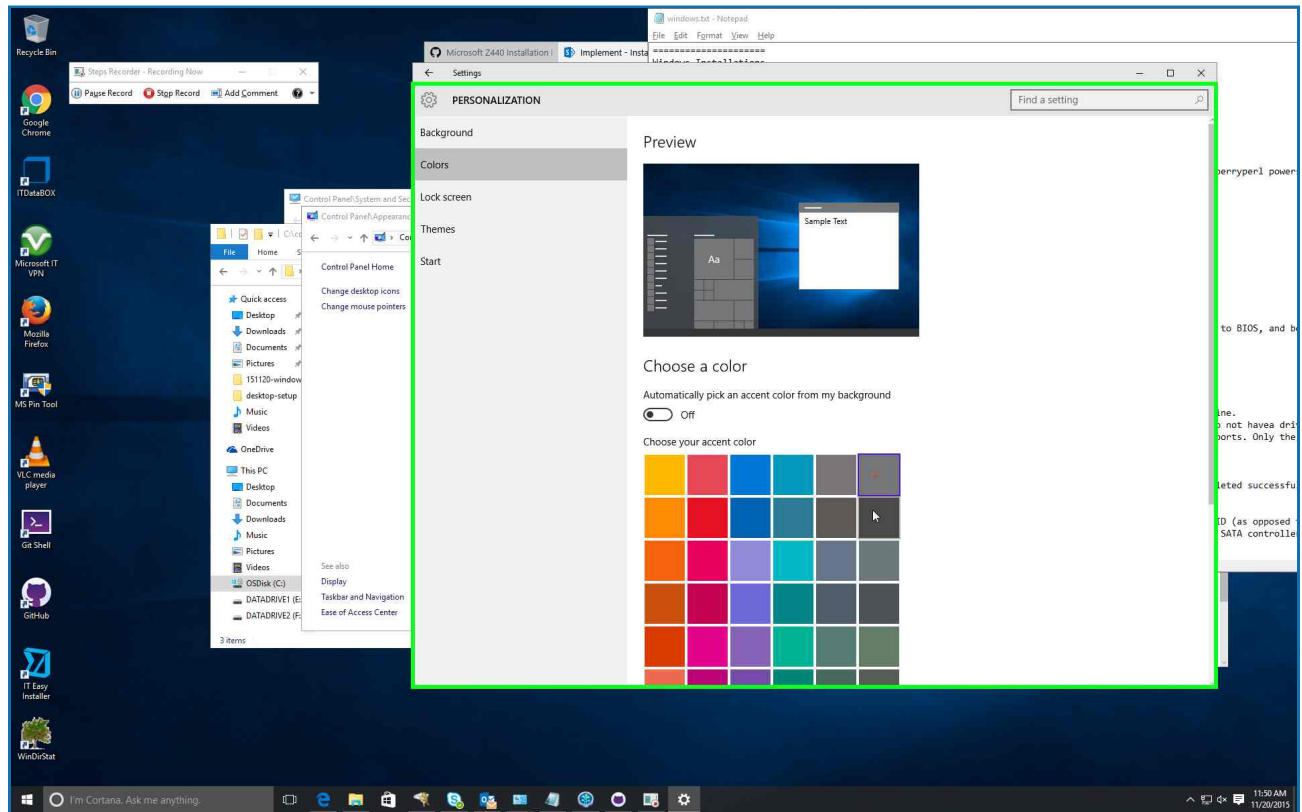 Recycle Bin
Google
Chrome
ITDataBOX
Microsoft IT
VPN
Mozilla
Firefox
MS Pin Tool
VLC media
player
Git Shell
GitHub
IT Easy
Installer
WinDirStat
Steps Recorder - Recording Now
Pause Record Stop Record Add Comment
windows.txt - Notepad
File Edit Format View Help
=====================
Windows Installations
Microsoft Z440 Installation
Implement - Insta
Control Panel\System and Sec
Control Panel\Appearanc
Control Panel Home
Change desktop icons
Change mouse pointers
See also
Display
Taskbar and Navigation
Ease of Access Center
File Home
Quick access
Desktop
Downloads
Documents
Pictures
151120-window
desktop-setup
Music
Videos
OneDrive
This PC
Desktop
Documents
Downloads
Music
Pictures
Videos
OSDisk (C:)
DATADRIVE1 (E:
DATADRIVE2 (F:
3 items
Settings
PERSONALIZATION
Find a setting
Background
Colors
Lock screen
Themes
Start
Preview
Aa
Sample Text
Choose a color
Automatically pick an accent color from my background
Off
Choose your accent color
berryperl power
to BIOS, and b
ine.
o not havea dri
ports. Only the
leted successfu
ID (as opposed
SATA controlle
I'm Cortana. Ask me anything.
11:50 AM
11/20/2015